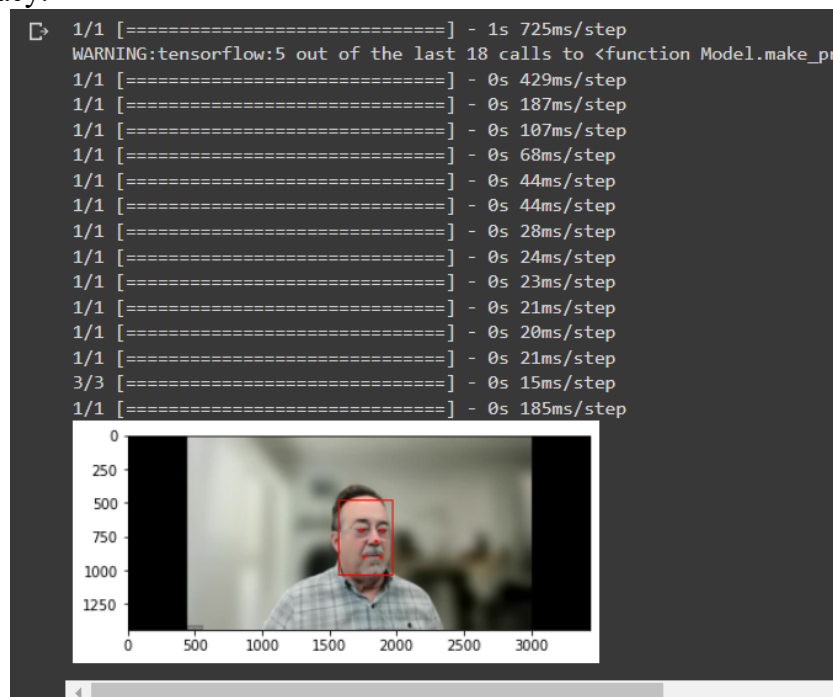 1/1 [==============================] - 1s 725ms/step
WARNING:tensorflow:5 out of the last 18 calls to <function Model.make_pr
1/1 [==============================] - 0s 429ms/step
1/1 [==============================] - 0s 187ms/step
1/1 [==============================] - 0s 107ms/step
1/1 [==============================] - 0s 68ms/step
1/1 [==============================] - 0s 44ms/step
1/1 [==============================] - 0s 44ms/step
1/1 [==============================] - 0s 28ms/step
1/1 [==============================] - 0s 24ms/step
1/1 [==============================] - 0s 23ms/step
1/1 [==============================] - 0s 21ms/step
1/1 [==============================] - 0s 20ms/step
1/1 [==============================] - 0s 21ms/step
3/3 [==============================] - 0s 15ms/step
1/1 [==============================] - 0s 185ms/step
0
250
500
750
1000
1250
0 500 1000 1500 2000 2500 3000